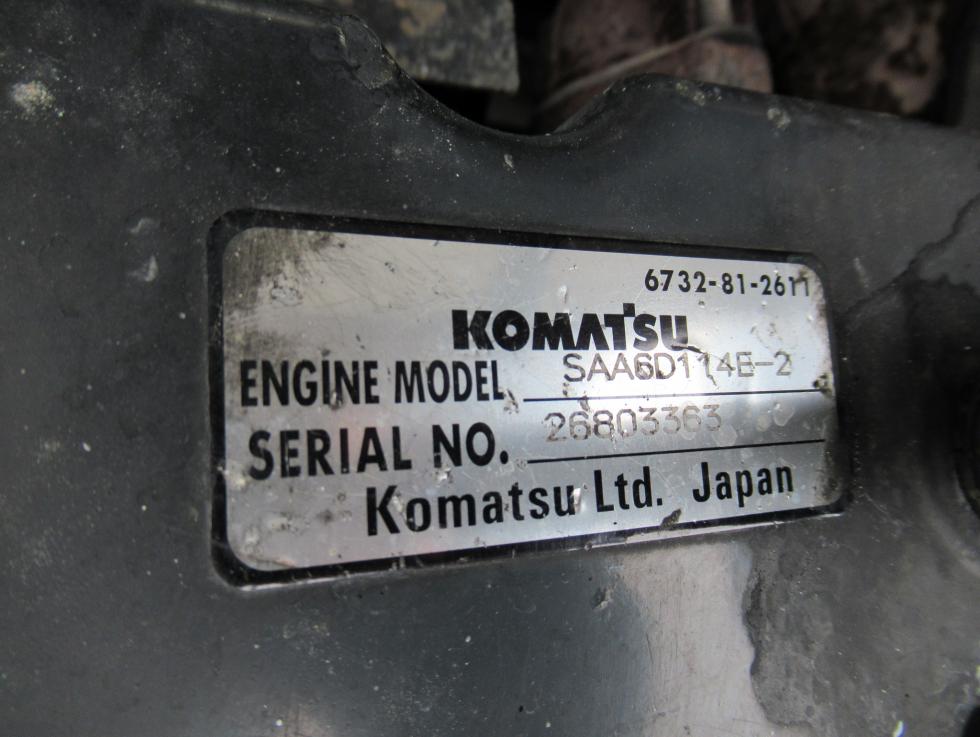 6732-81-2611
KOMATSU
ENGINE MODEL SAA6D114E-2
SERIAL NO. 26803363
Komatsu Ltd. Japan